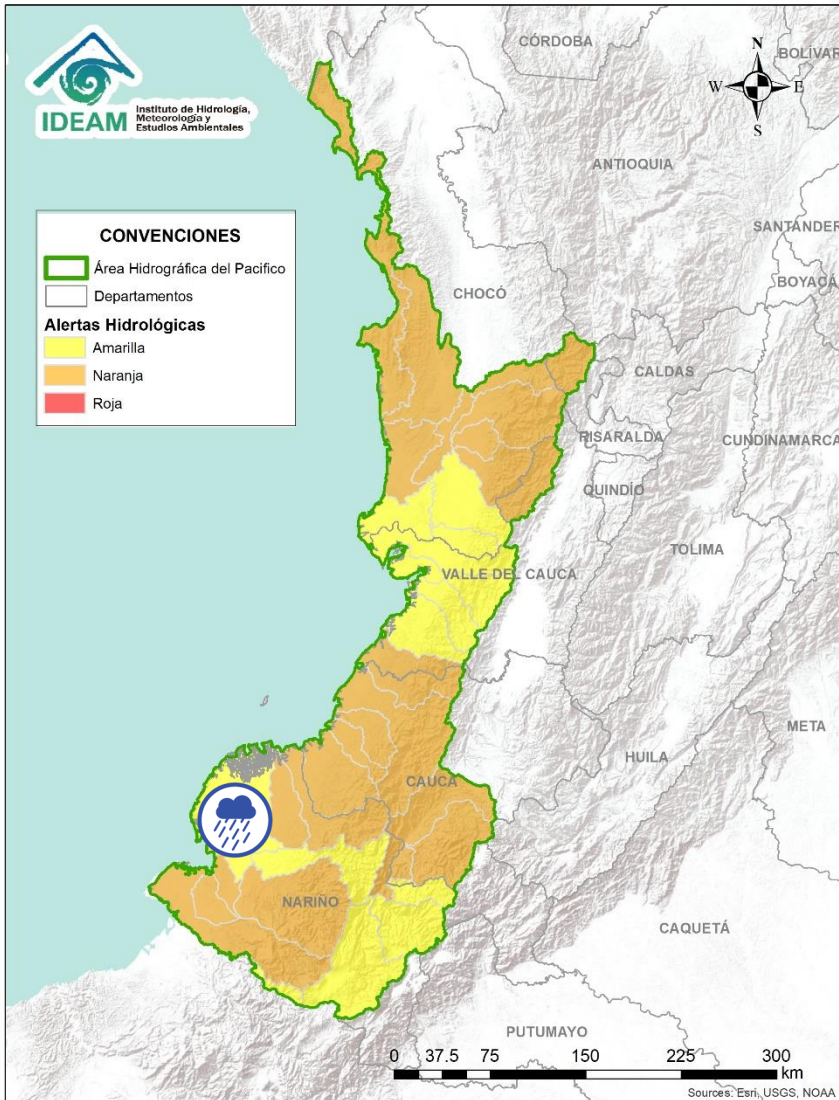 CÓRDOBA
BOLÍVAR
N
W E
S
IDEAM
Instituto de Hidrología,
Meteorología y
Estudios Ambientales
ANTIOQUIA
SANTANDER
CONVENCIONES
Área Hidrográfica del Pacifico
Departamentos
Alertas Hidrológicas
Amarilla
Naranja
Roja
BOYACÁ
CHOCÓ
CALDAS
RISARALDA
CUNDINAMARCA
QUINDÍO
TOLIMA
VALLE DEL CAUCA
META
HUILA
CAUCA
NARIÑO
CAQUETÁ
PUTUMAYO
0 37.5 75 150 225 300
km
Sources: Esri, USGS, NOAA